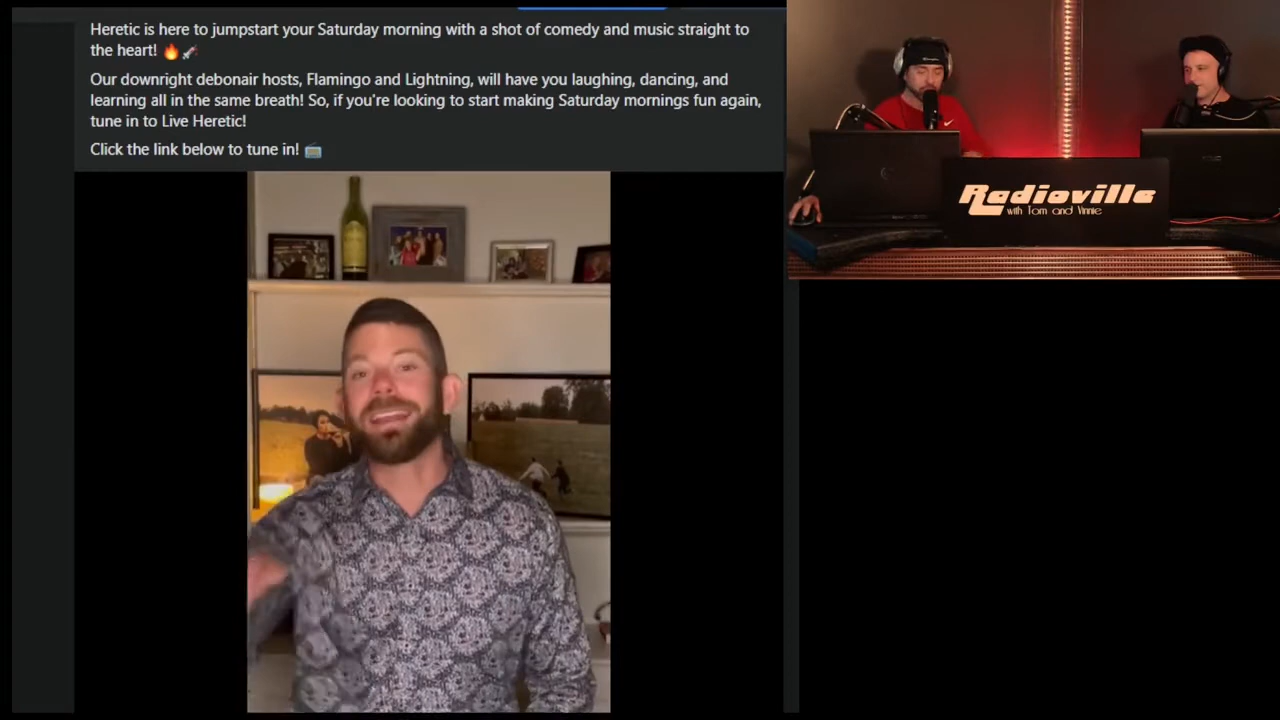 Heretic is here to jumpstart your Saturday morning with a shot of comedy and music straight to
the heart! 🔥💉
Our downright debonair hosts, Flamingo and Lightning, will have you laughing, dancing, and
learning all in the same breath! So, if you're looking to start making Saturday mornings fun again,
tune in to Live Heretic!
Click the link below to tune in! 📻
Radioville
with Tom and Vinnie